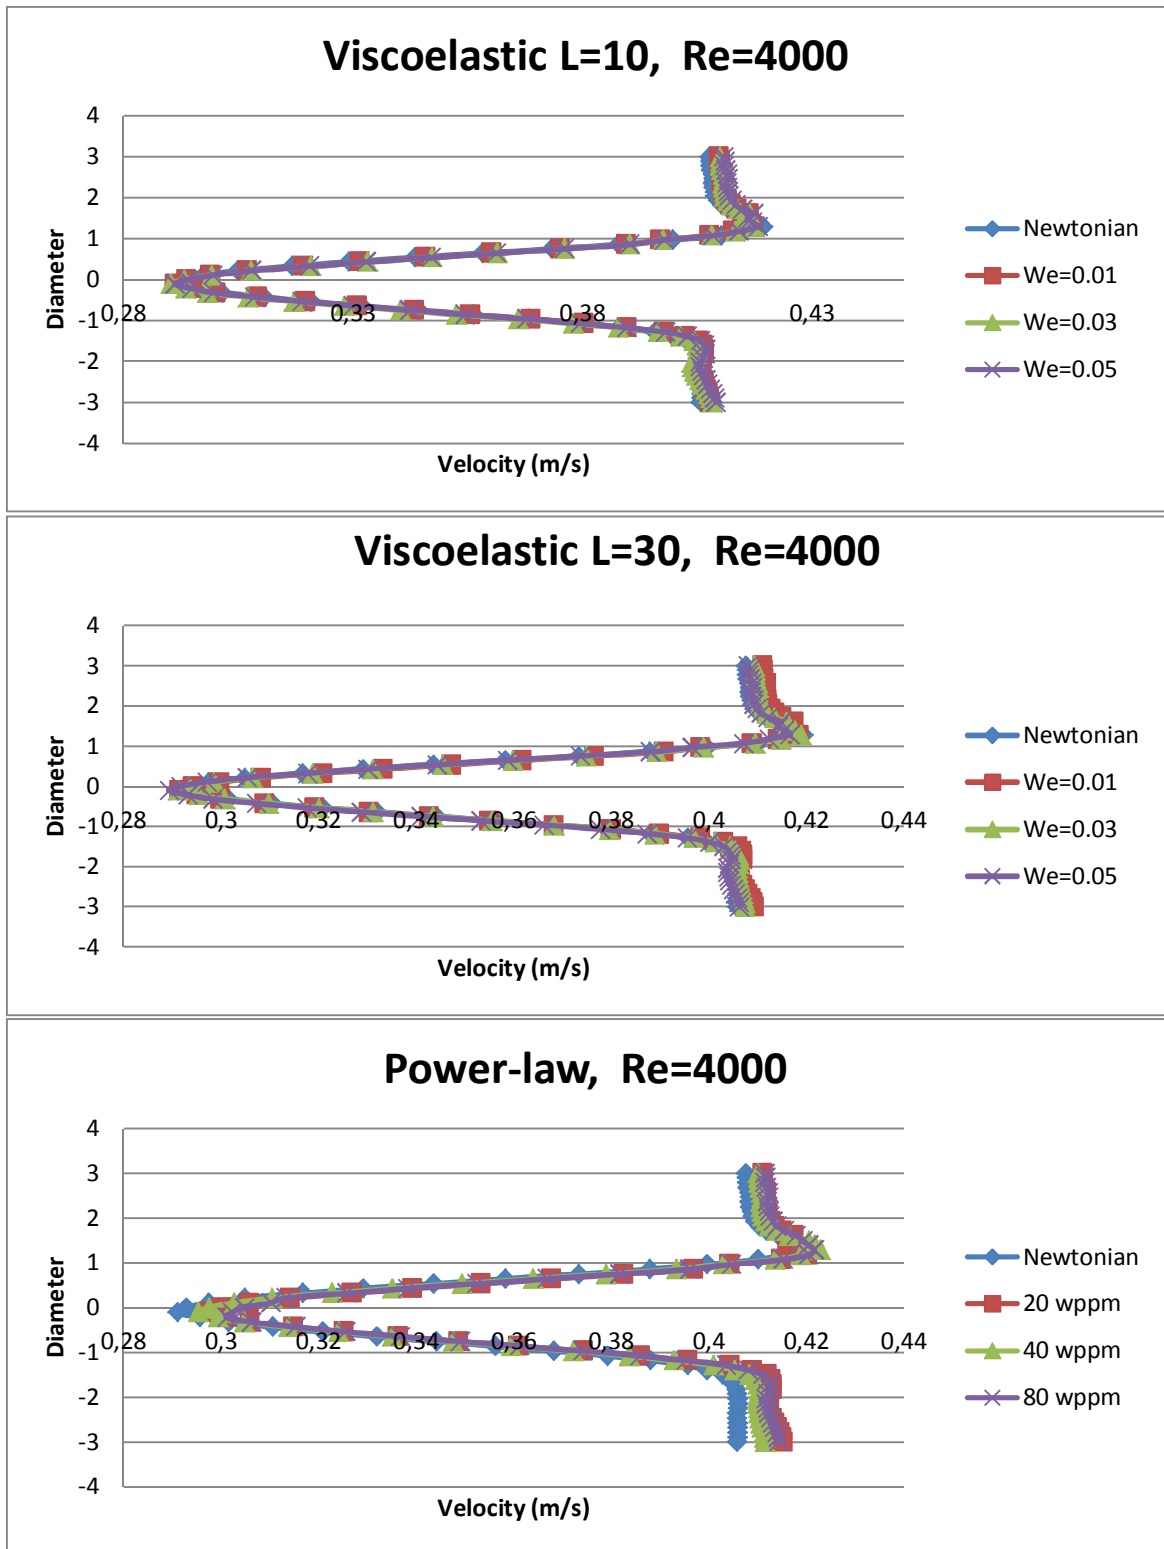 Viscoelastic L=10, Re=4000
4
3
2
1
0
-1
-2
-3
-4
Diameter
0,28
0,33
0,38
0,43
Velocity (m/s)
Newtonian
We=0.01
We=0.03
We=0.05
Viscoelastic L=30, Re=4000
4
3
2
1
0
-1
-2
-3
-4
Diameter
0,28
0,3
0,32
0,34
0,36
0,38
0,4
0,42
0,44
Velocity (m/s)
Newtonian
We=0.01
We=0.03
We=0.05
Power-law, Re=4000
4
3
2
1
0
-1
-2
-3
-4
Diameter
0,28
0,3
0,32
0,34
0,36
0,38
0,4
0,42
0,44
Velocity (m/s)
Newtonian
20 wppm
40 wppm
80 wppm